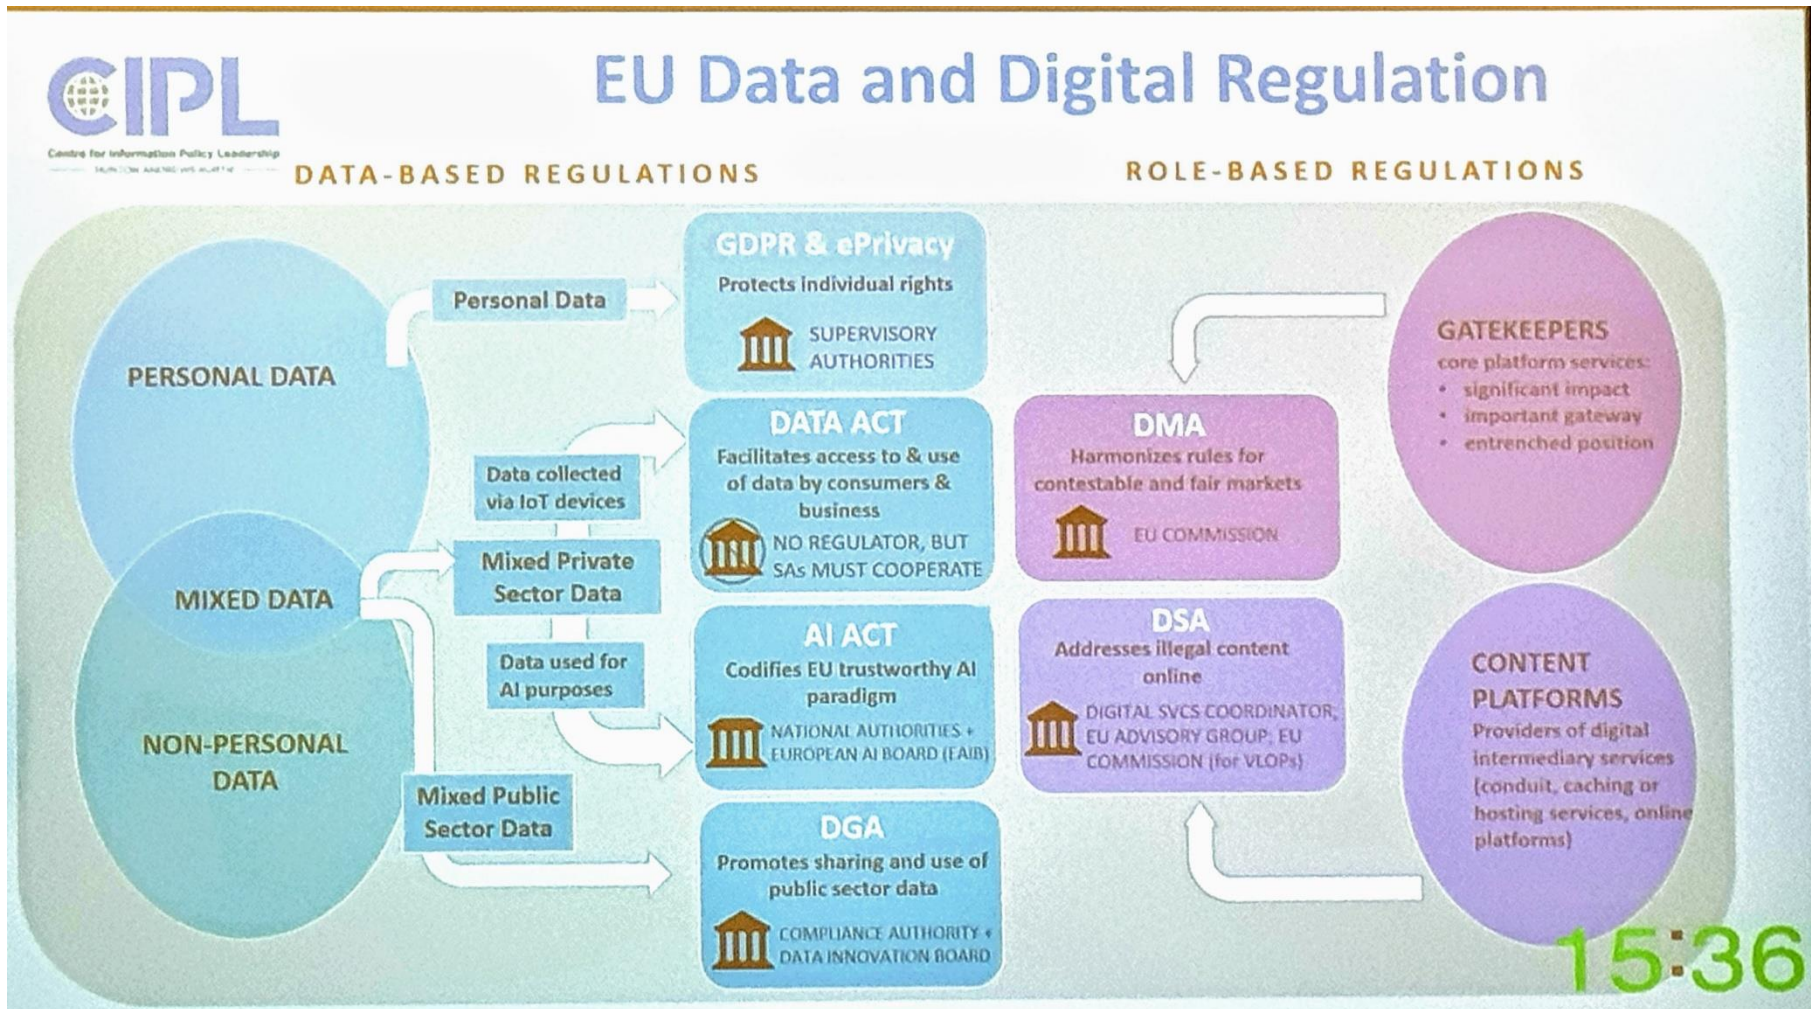 CIPL
Centre for Information Policy Leadership
HUNTON ANDREWS KURTH
EU Data and Digital Regulation
DATA-BASED REGULATIONS
ROLE-BASED REGULATIONS
PERSONAL DATA
MIXED DATA
NON-PERSONAL
DATA
Personal Data
Data collected
via IoT devices
Mixed Private
Sector Data
Data used for
AI purposes
Mixed Public
Sector Data
GDPR & ePrivacy
Protects individual rights
SUPERVISORY
AUTHORITIES
DATA ACT
Facilitates access to & use
of data by consumers &
business
NO REGULATOR, BUT
SAs MUST COOPERATE
AI ACT
Codifies EU trustworthy AI
paradigm
NATIONAL AUTHORITIES +
EUROPEAN AI BOARD (EAIB)
DGA
Promotes sharing and use of
public sector data
COMPLIANCE AUTHORITY +
DATA INNOVATION BOARD
DMA
Harmonizes rules for
contestable and fair markets
EU COMMISSION
DSA
Addresses illegal content
online
DIGITAL SVCS COORDINATOR;
EU ADVISORY GROUP; EU
COMMISSION (for VLOPs)
GATEKEEPERS
core platform services:
• significant impact
• important gateway
• entrenched position
CONTENT
PLATFORMS
Providers of digital
intermediary services
(conduit, caching or
hosting services, online
platforms)
15:36